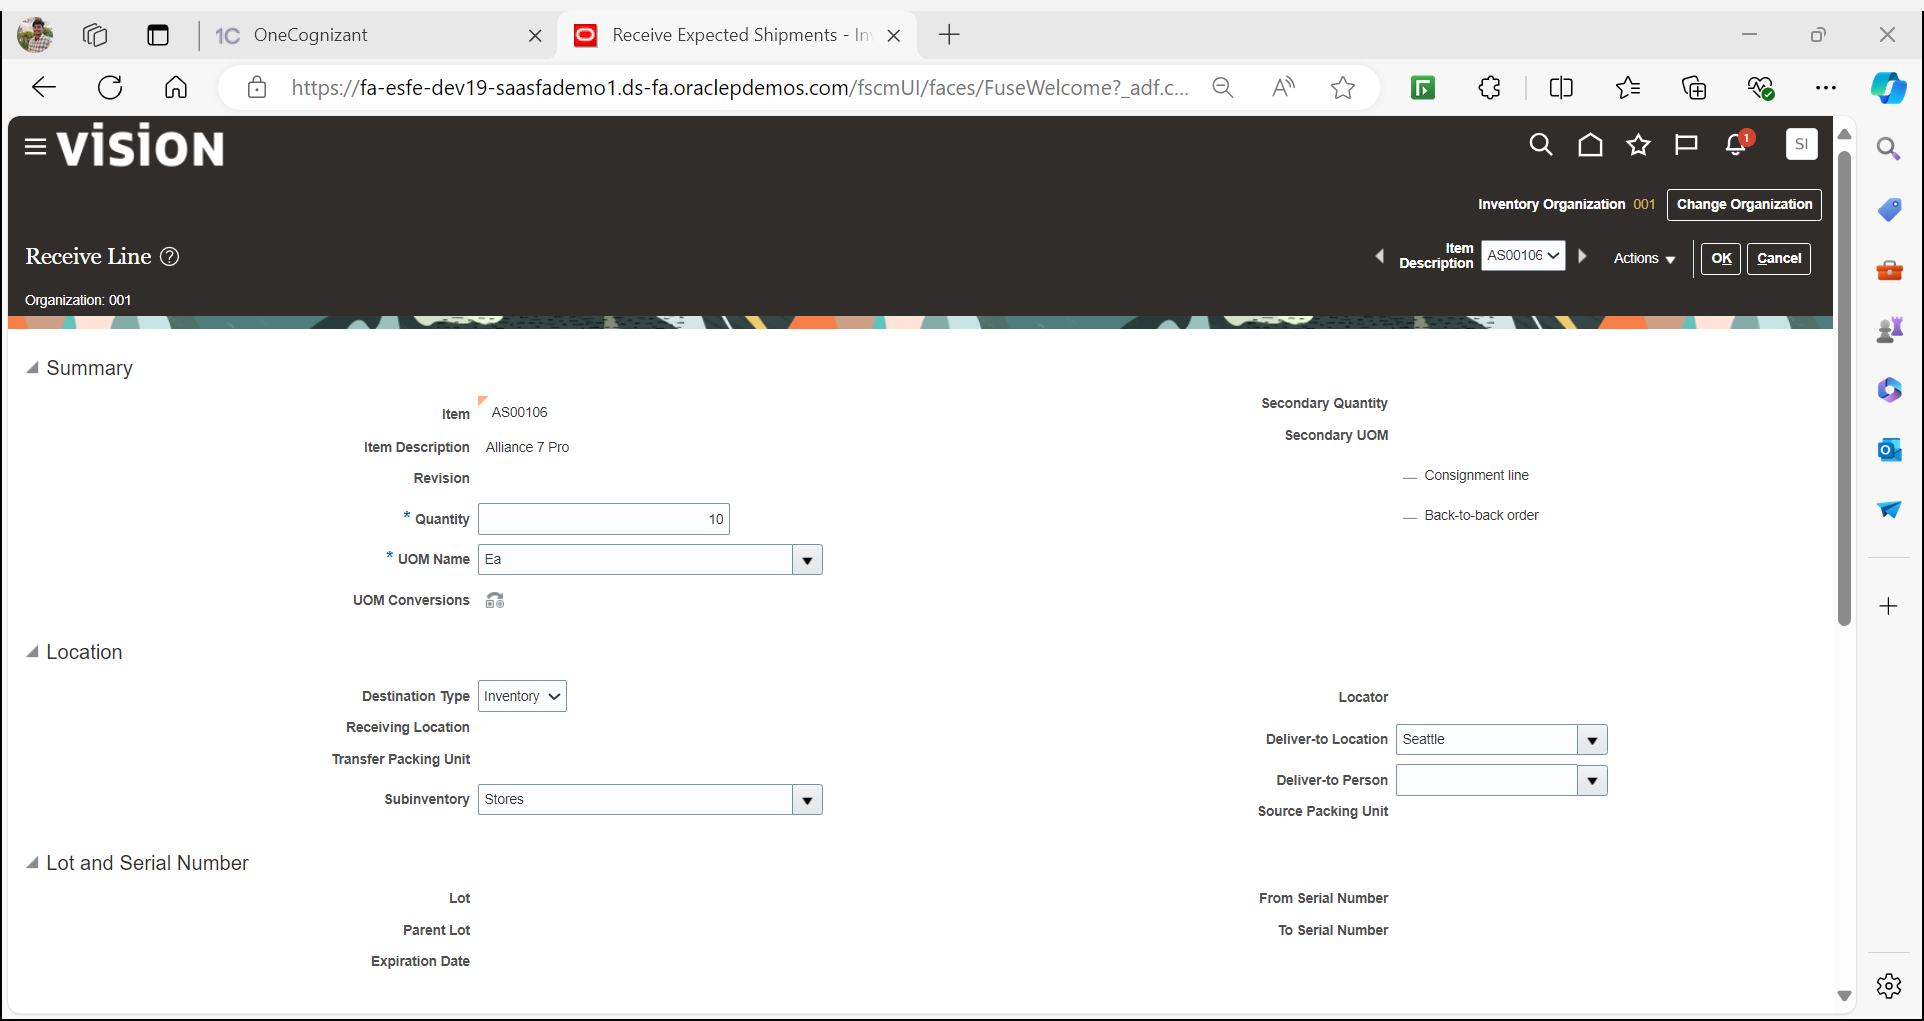 1C OneCognizant
Receive Expected Shipments - In
https://fa-esfe-dev19-saasfademo1.ds-fa.oraclepdemos.com/fscmUI/faces/FuseWelcome?_adf.c...
VISION
1
SI
Inventory Organization 001 Change Organization
Receive Line ?
Item Description AS00106 Actions OK Cancel
Organization: 001
Summary
Item AS00106
Item Description Alliance 7 Pro
Revision
* Quantity 10
* UOM Name Ea
UOM Conversions
Secondary Quantity
Secondary UOM
Consignment line
Back-to-back order
Location
Destination Type Inventory
Receiving Location
Transfer Packing Unit
Subinventory Stores
Locator
Deliver-to Location Seattle
Deliver-to Person
Source Packing Unit
Lot and Serial Number
Lot
Parent Lot
Expiration Date
From Serial Number
To Serial Number